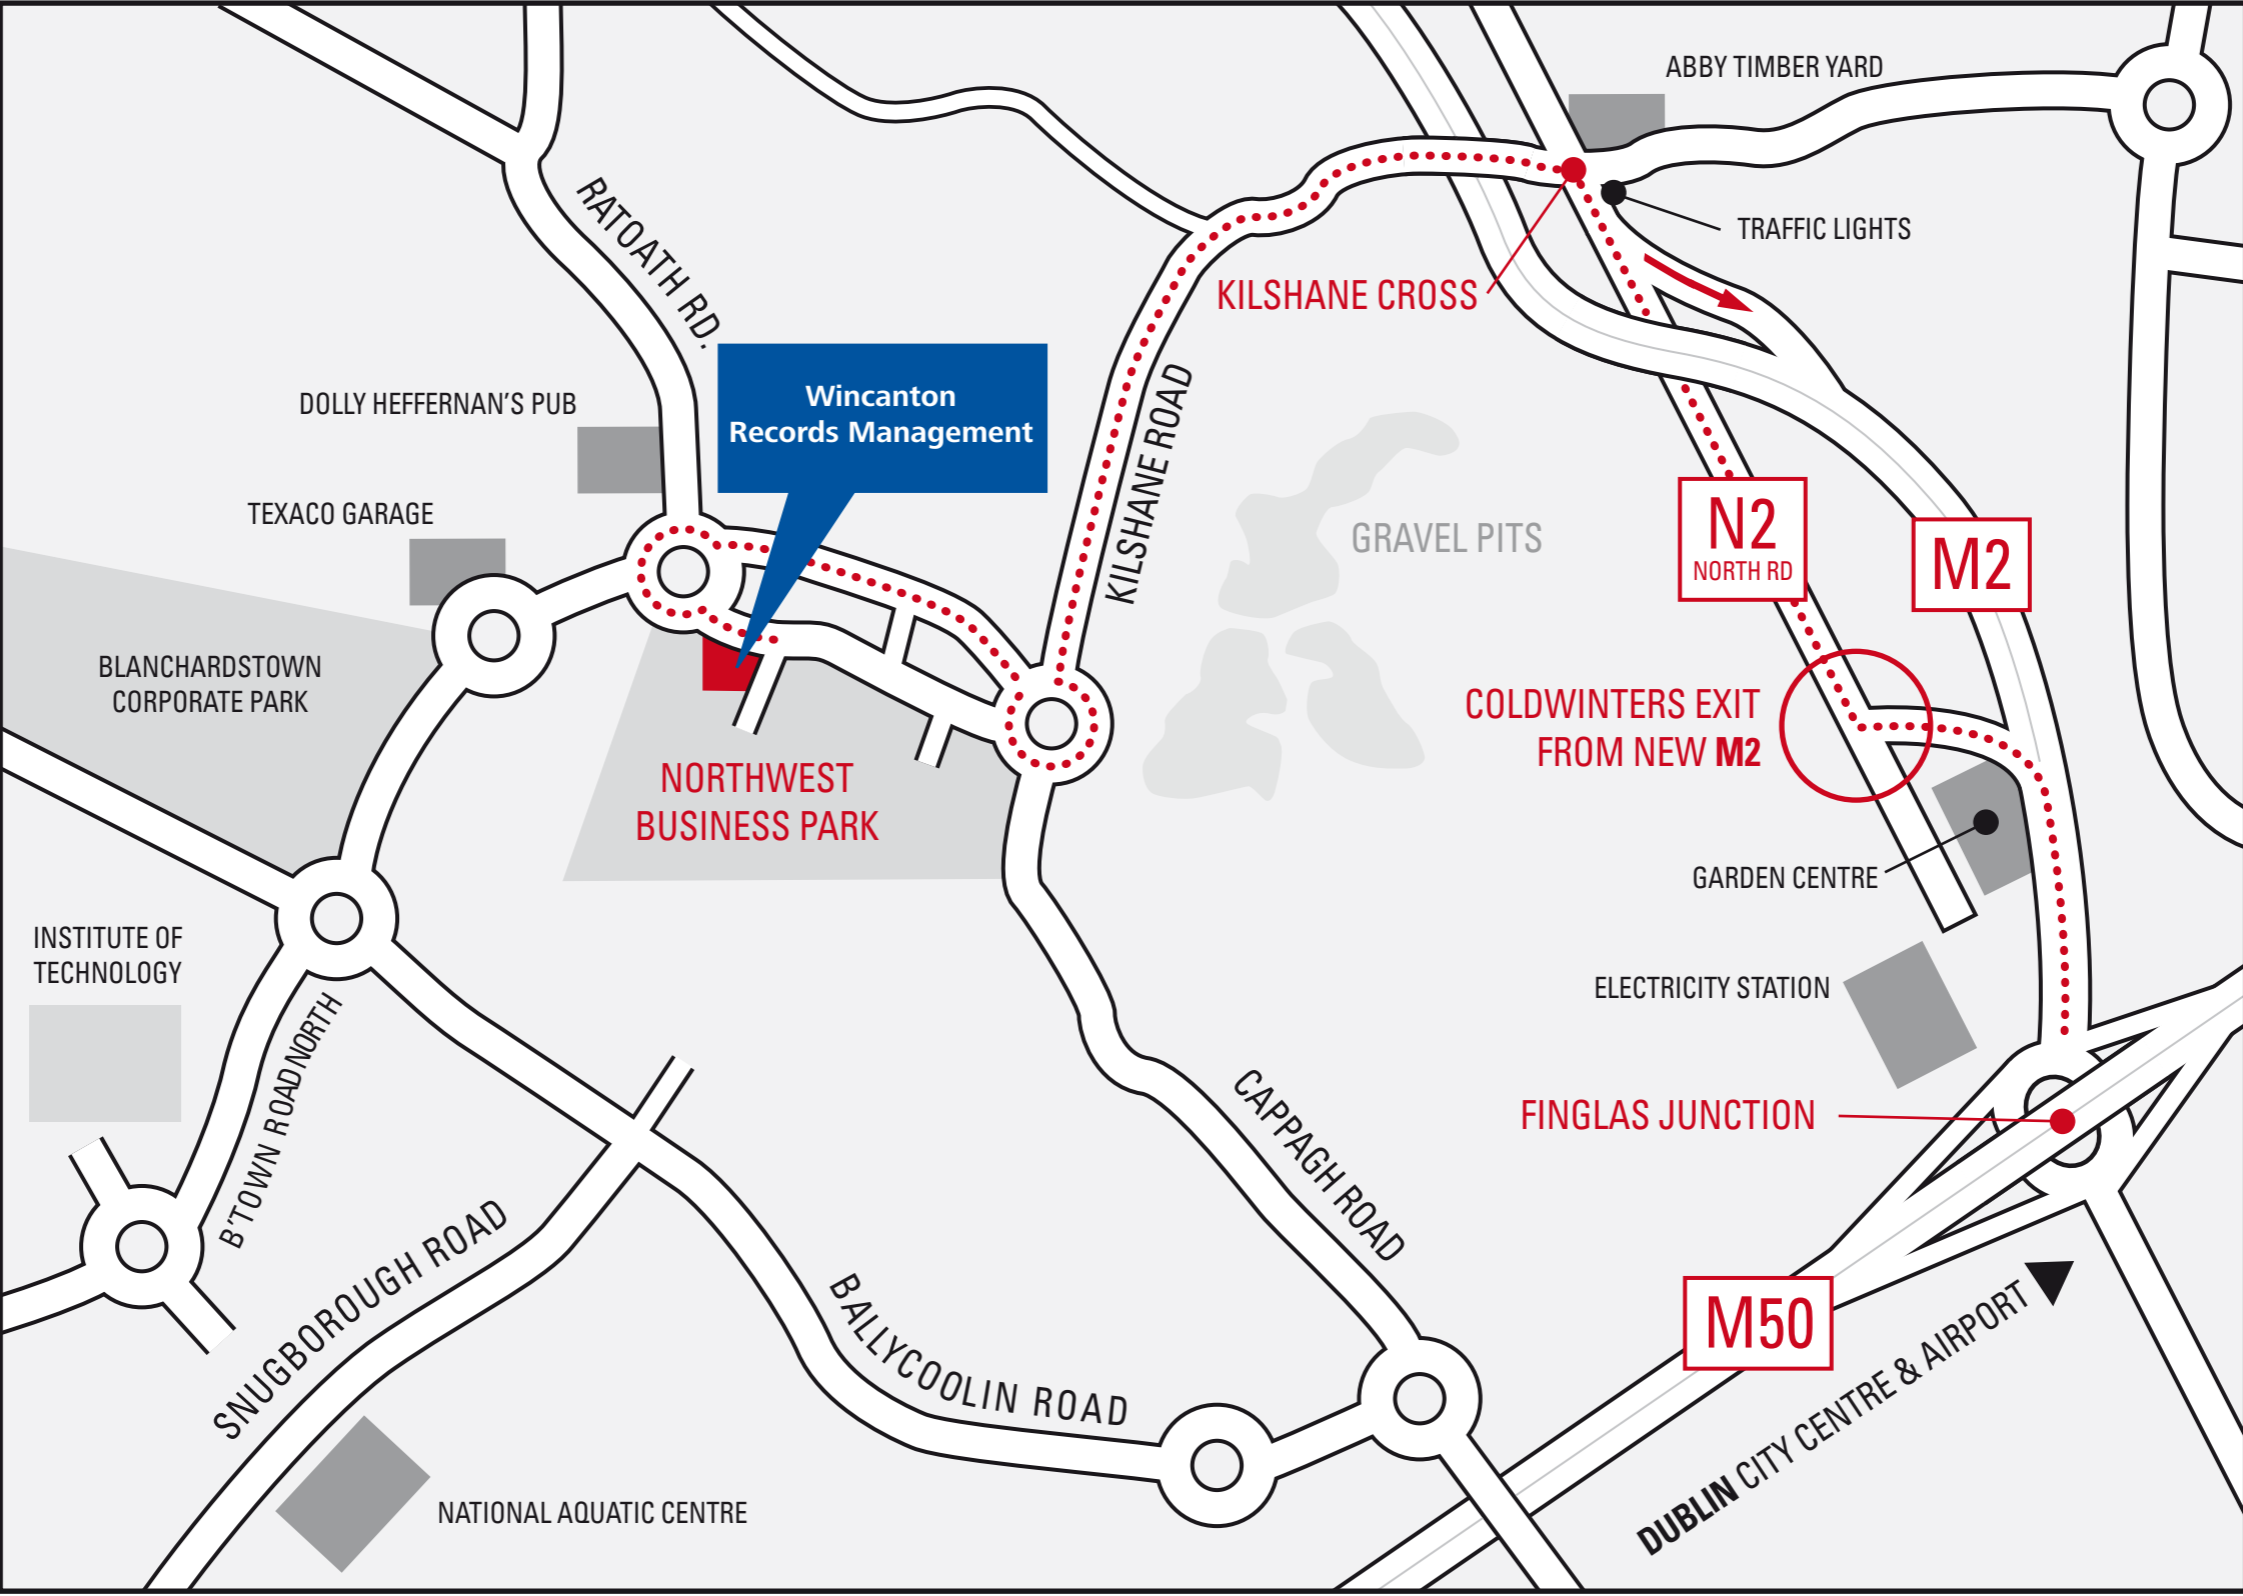 ABBY TIMBER YARD
TRAFFIC LIGHTS
RATOATH RD.
KILSHANE CROSS
Wincanton
Records Management
DOLLY HEFFERNAN'S PUB
KILSHANE ROAD
TEXACO GARAGE
GRAVEL PITS
N2
NORTH RD
M2
BLANCHARDSTOWN
CORPORATE PARK
COLDWINTERS EXIT
FROM NEW M2
NORTHWEST
BUSINESS PARK
GARDEN CENTRE
INSTITUTE OF
TECHNOLOGY
ELECTRICITY STATION
B'TOWN ROAD NORTH
FINGLAS JUNCTION
CAPPAGH ROAD
SNUGBOROUGH ROAD
BALLYCOOLIN ROAD
M50
DUBLIN CITY CENTRE & AIRPORT
NATIONAL AQUATIC CENTRE